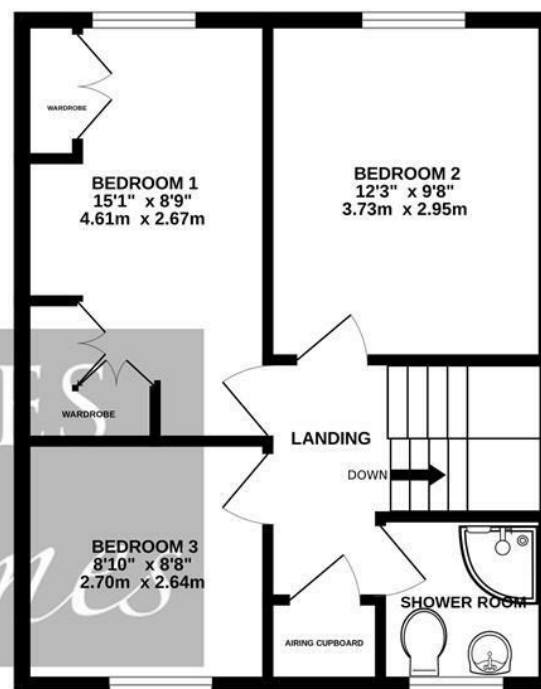 WARDROBE
BEDROOM 1
15'1" x 8'9"
4.61m x 2.67m
BEDROOM 2
12'3" x 9'8"
3.73m x 2.95m
WARDROBE
LANDING
DOWN
BEDROOM 3
8'10" x 8'8"
2.70m x 2.64m
AIRING CUPBOARD
SHOWER ROOM